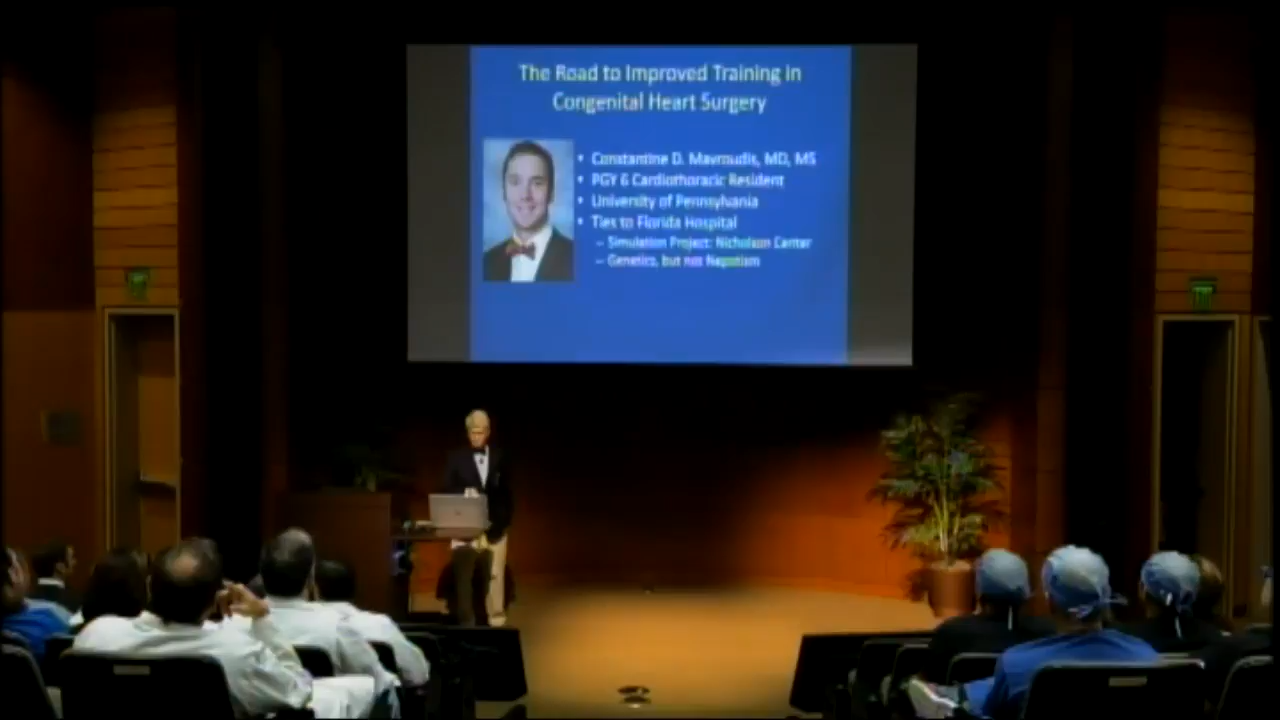 The Road to Improved Training in
Congenital Heart Surgery
• Constantine D. Mavroudis, MD, MS
• PGY 6 Cardiothoracic Resident
• University of Pennsylvania
• Ties to Florida Hospital
– Simulation Project: Nicholson Center
– Genetics, but not Nepotism